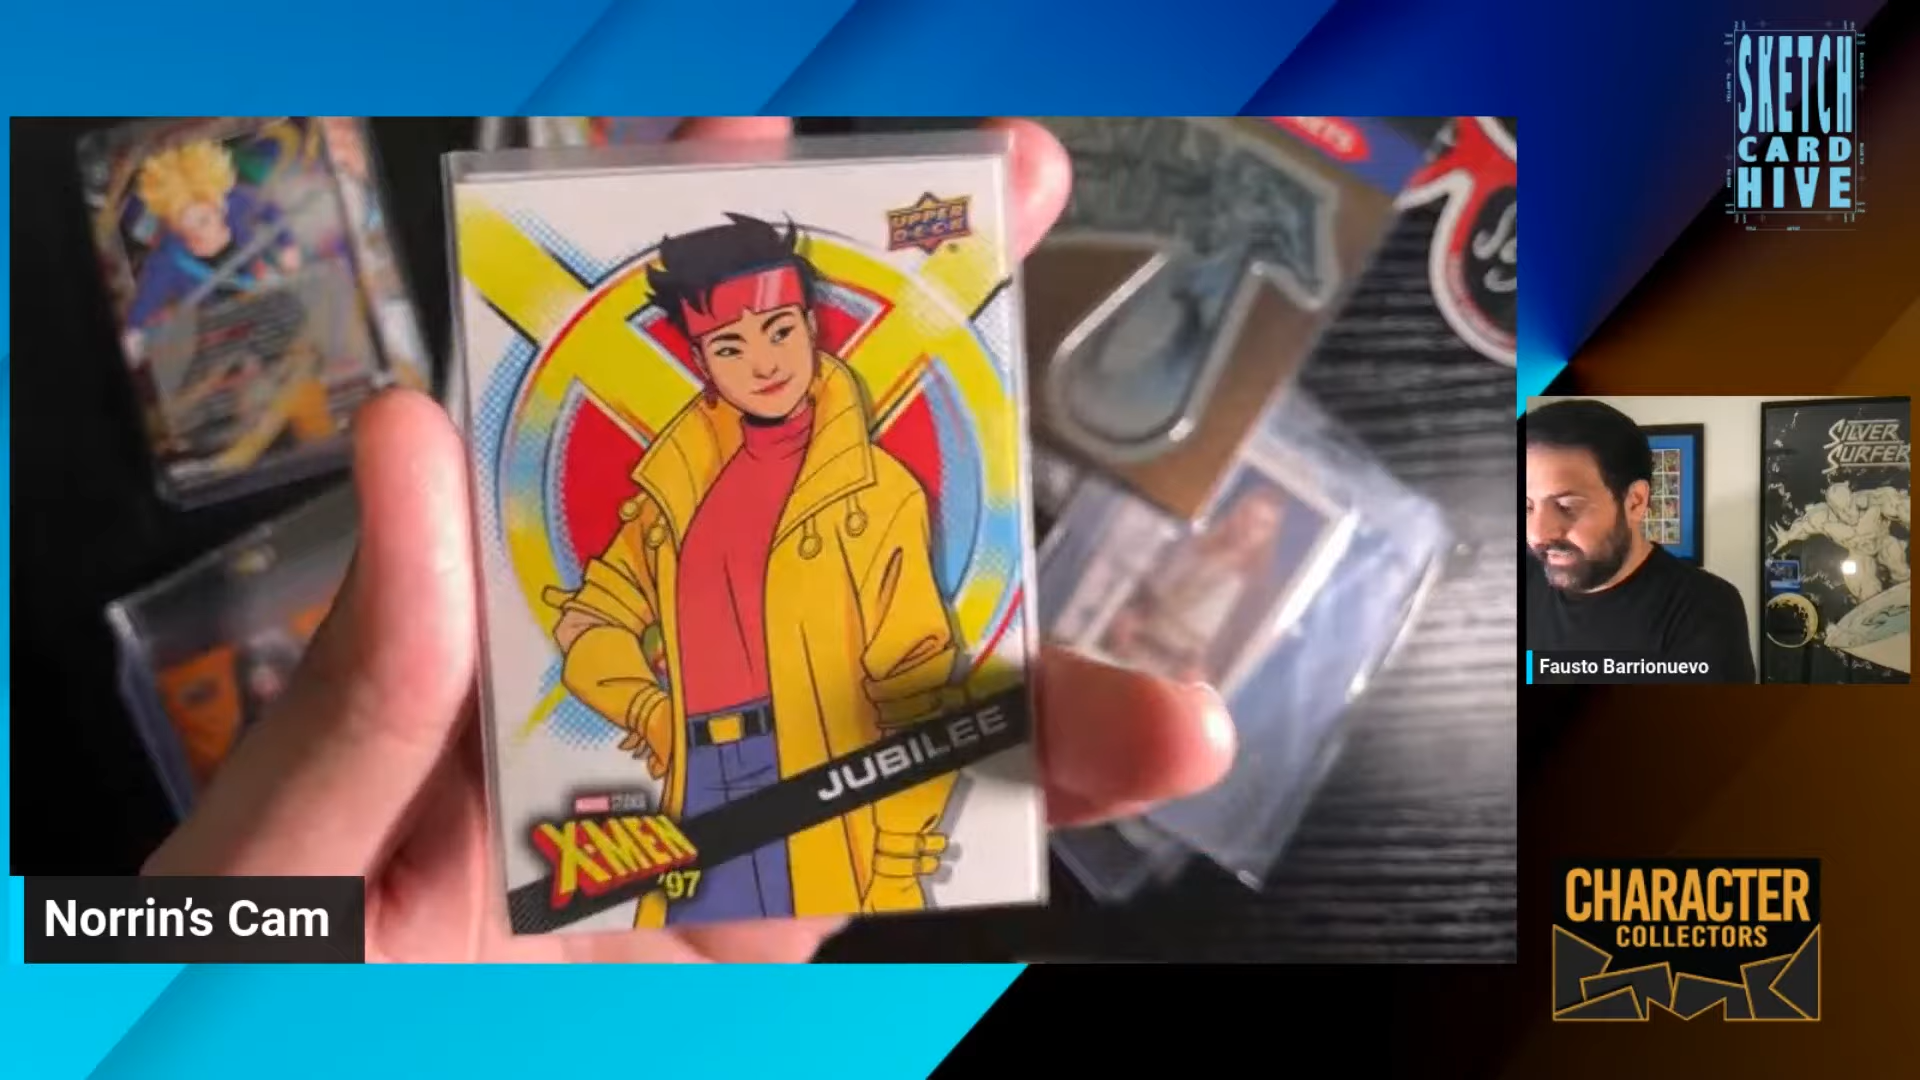 SKETCH
CARD
HIVE
UPPER
DECK
JUBILEE
MARVEL STUDIOS
X-MEN
'97
SILVER
SURFER
Fausto Barrionuevo
Norrin's Cam
CHARACTER
COLLECTORS